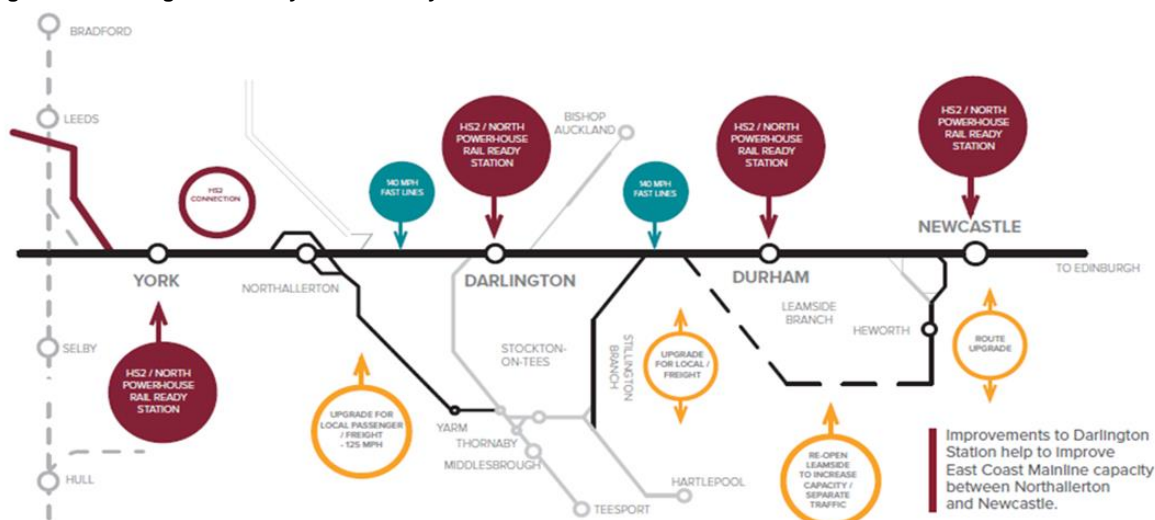 BRADFORD
LEEDS
HS2
CONNECTION
140 MPH
FAST LINES
HS2 / NORTH
POWERHOUSE
RAIL READY
STATION
BISHOP
AUCKLAND
140 MPH
FAST LINES
HS2 / NORTH
POWERHOUSE
RAIL READY
STATION
HS2 / NORTH
POWERHOUSE
RAIL READY
STATION
NEWCASTLE
YORK
NORTHALLERTON
DARLINGTON
DURHAM
TO EDINBURGH
LEAMSIDE
BRANCH
HEWORTH
ROUTE
UPGRADE
SELBY
HS2 / NORTH
POWERHOUSE
RAIL READY
STATION
STOCKTON-
ON-TEES
STILLINGTON
BRANCH
UPGRADE
FOR LOCAL /
FREIGHT
UPGRADE FOR
LOCAL PASSENGER
/ FREIGHT
- 125 MPH
YARM
THORNABY
MIDDLESBROUGH
HARTLEPOOL
TEESPORT
HULL
RE-OPEN
LEAMSIDE
TO INCREASE
CAPACITY /
SEPARATE
TRAFFIC
Improvements to Darlington
Station help to improve
East Coast Mainline capacity
between Northallerton
and Newcastle.